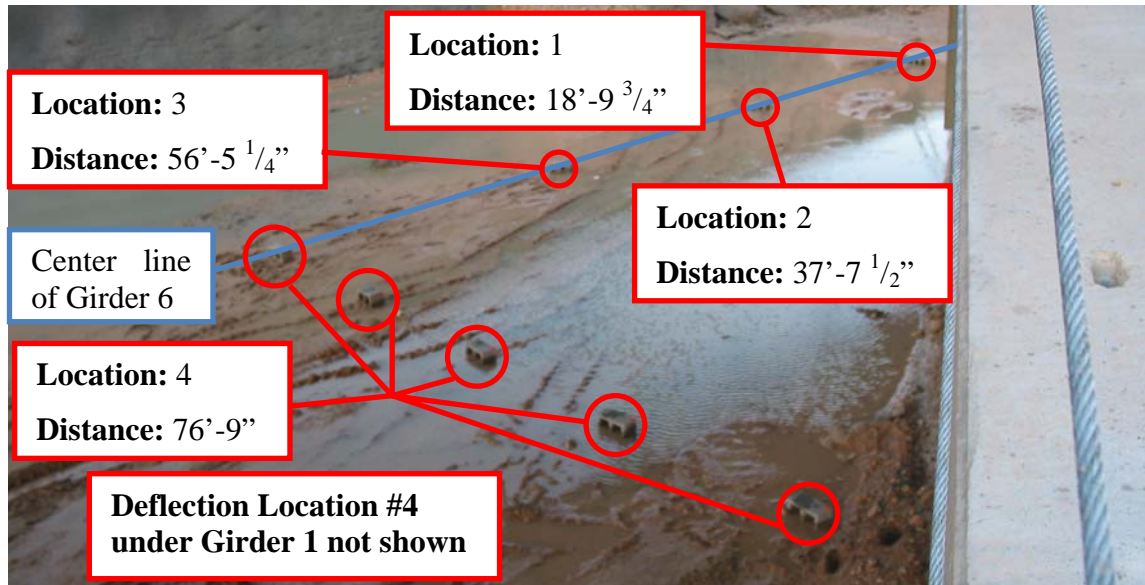 Location: 1
Distance: 18’-9 3/4”
Location: 3
Distance: 56’-5 1/4”
Location: 2
Distance: 37’-7 1/2”
Center line
of Girder 6
Location: 4
Distance: 76’-9”
Deflection Location #4
under Girder 1 not shown